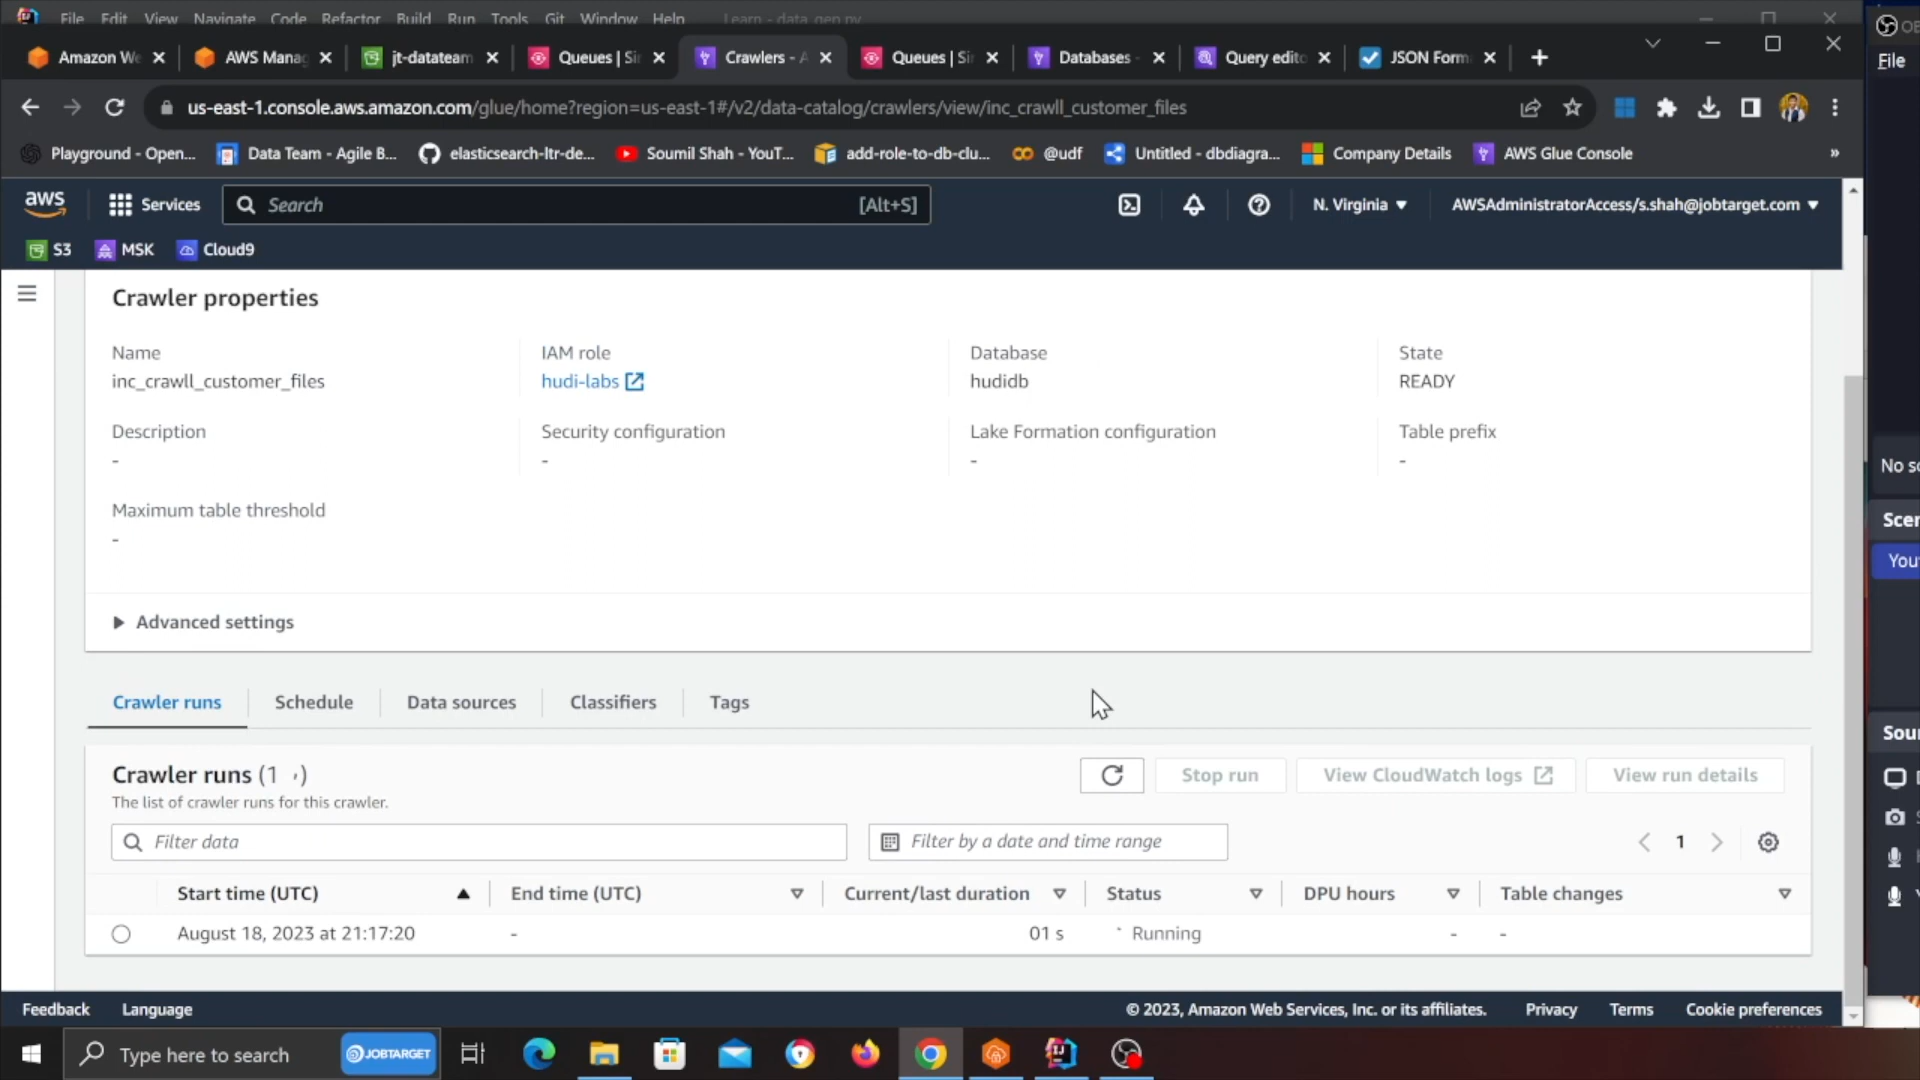 File Edit View Navigate Code Refactor Build Run Tools Git Window Help Learn - data_gen.py
Amazon We AWS Manag jt-datateam Queues | Si Crawlers - A Queues | Si Databases - Query edito JSON Form
us-east-1.console.aws.amazon.com/glue/home?region=us-east-1#/v2/data-catalog/crawlers/view/inc_crawll_customer_files
File
Playground - Open... Data Team - Agile B... elasticsearch-ltr-de... Soumil Shah - YouT... add-role-to-db-clu... @udf Untitled - dbdiagra... Company Details AWS Glue Console »
aws Services Search [Alt+S] N. Virginia AWSAdministratorAccess/s.shah@jobtarget.com
S3 MSK Cloud9
Crawler properties
Name IAM role Database State
inc_crawll_customer_files hudi-labs hudidb READY
Description Security configuration Lake Formation configuration Table prefix
- - - -
Maximum table threshold
-
Advanced settings
Crawler runs Schedule Data sources Classifiers Tags
Crawler runs (1)
Stop run View CloudWatch logs View run details
The list of crawler runs for this crawler.
Filter data Filter by a date and time range 1
Start time (UTC) End time (UTC) Current/last duration Status DPU hours Table changes
August 18, 2023 at 21:17:20 - 01 s Running - -
Feedback Language © 2023, Amazon Web Services, Inc. or its affiliates. Privacy Terms Cookie preferences
Type here to search JOBTARGET
No